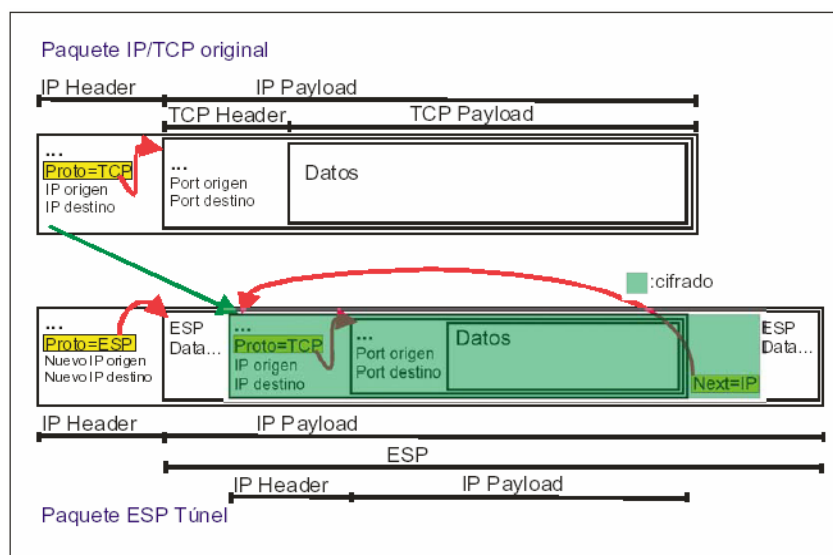 Paquete IP/TCP original
IP Header IP Payload
TCP Header TCP Payload
...
Proto=TCP
IP origen
IP destino
...
Port origen
Port destino
Datos
:cifrado
...
Proto=ESP
Nuevo IP origen
Nuevo IP destino
ESP
Data...
...
Proto=TCP
IP origen
IP destino
...
Port origen
Port destino
Datos
Next=IP
ESP
Data...
IP Header IP Payload
ESP
IP Header IP Payload
Paquete ESP Túnel